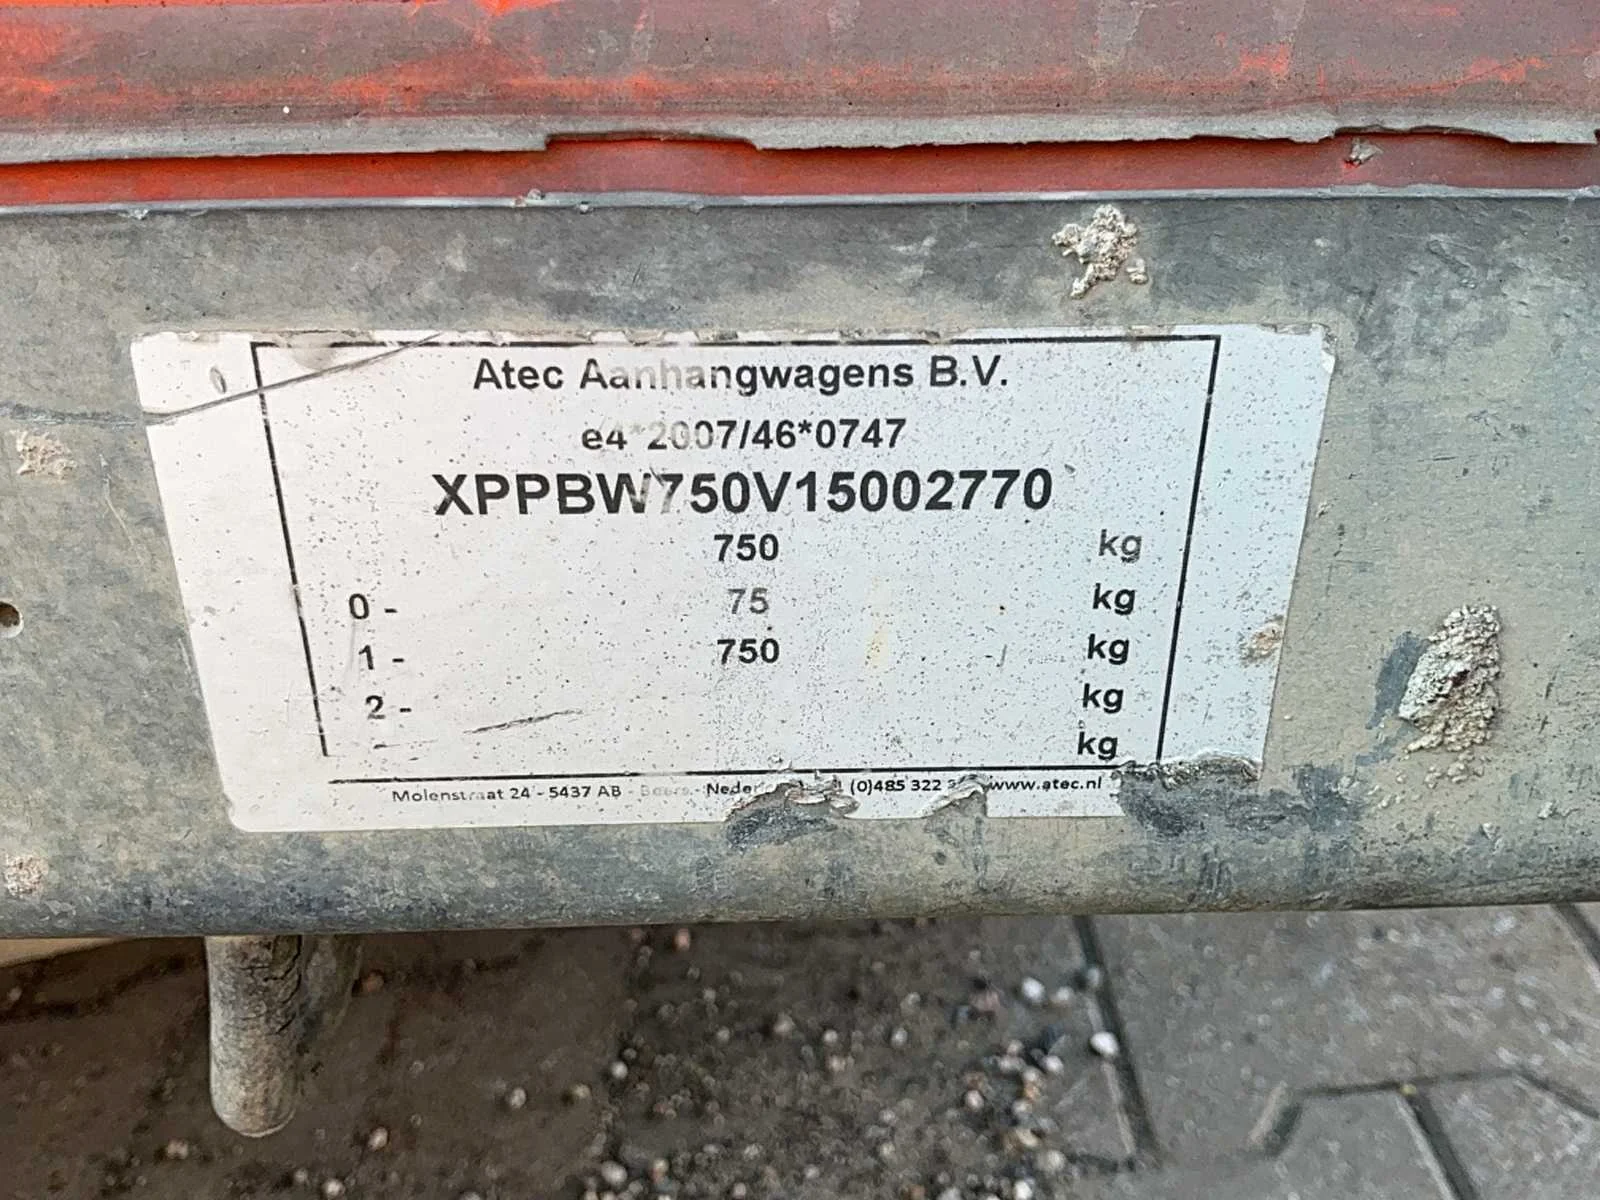 Atec Aanhangwagens B.V.
e4*2007/46*0747
XPPBW750V15002770
750 kg
0 - 75 kg
1 - 750 kg
2 - kg
kg
Molenstraat 24 - 5437 AB - Beers - (0)485 322 www.atec.nl